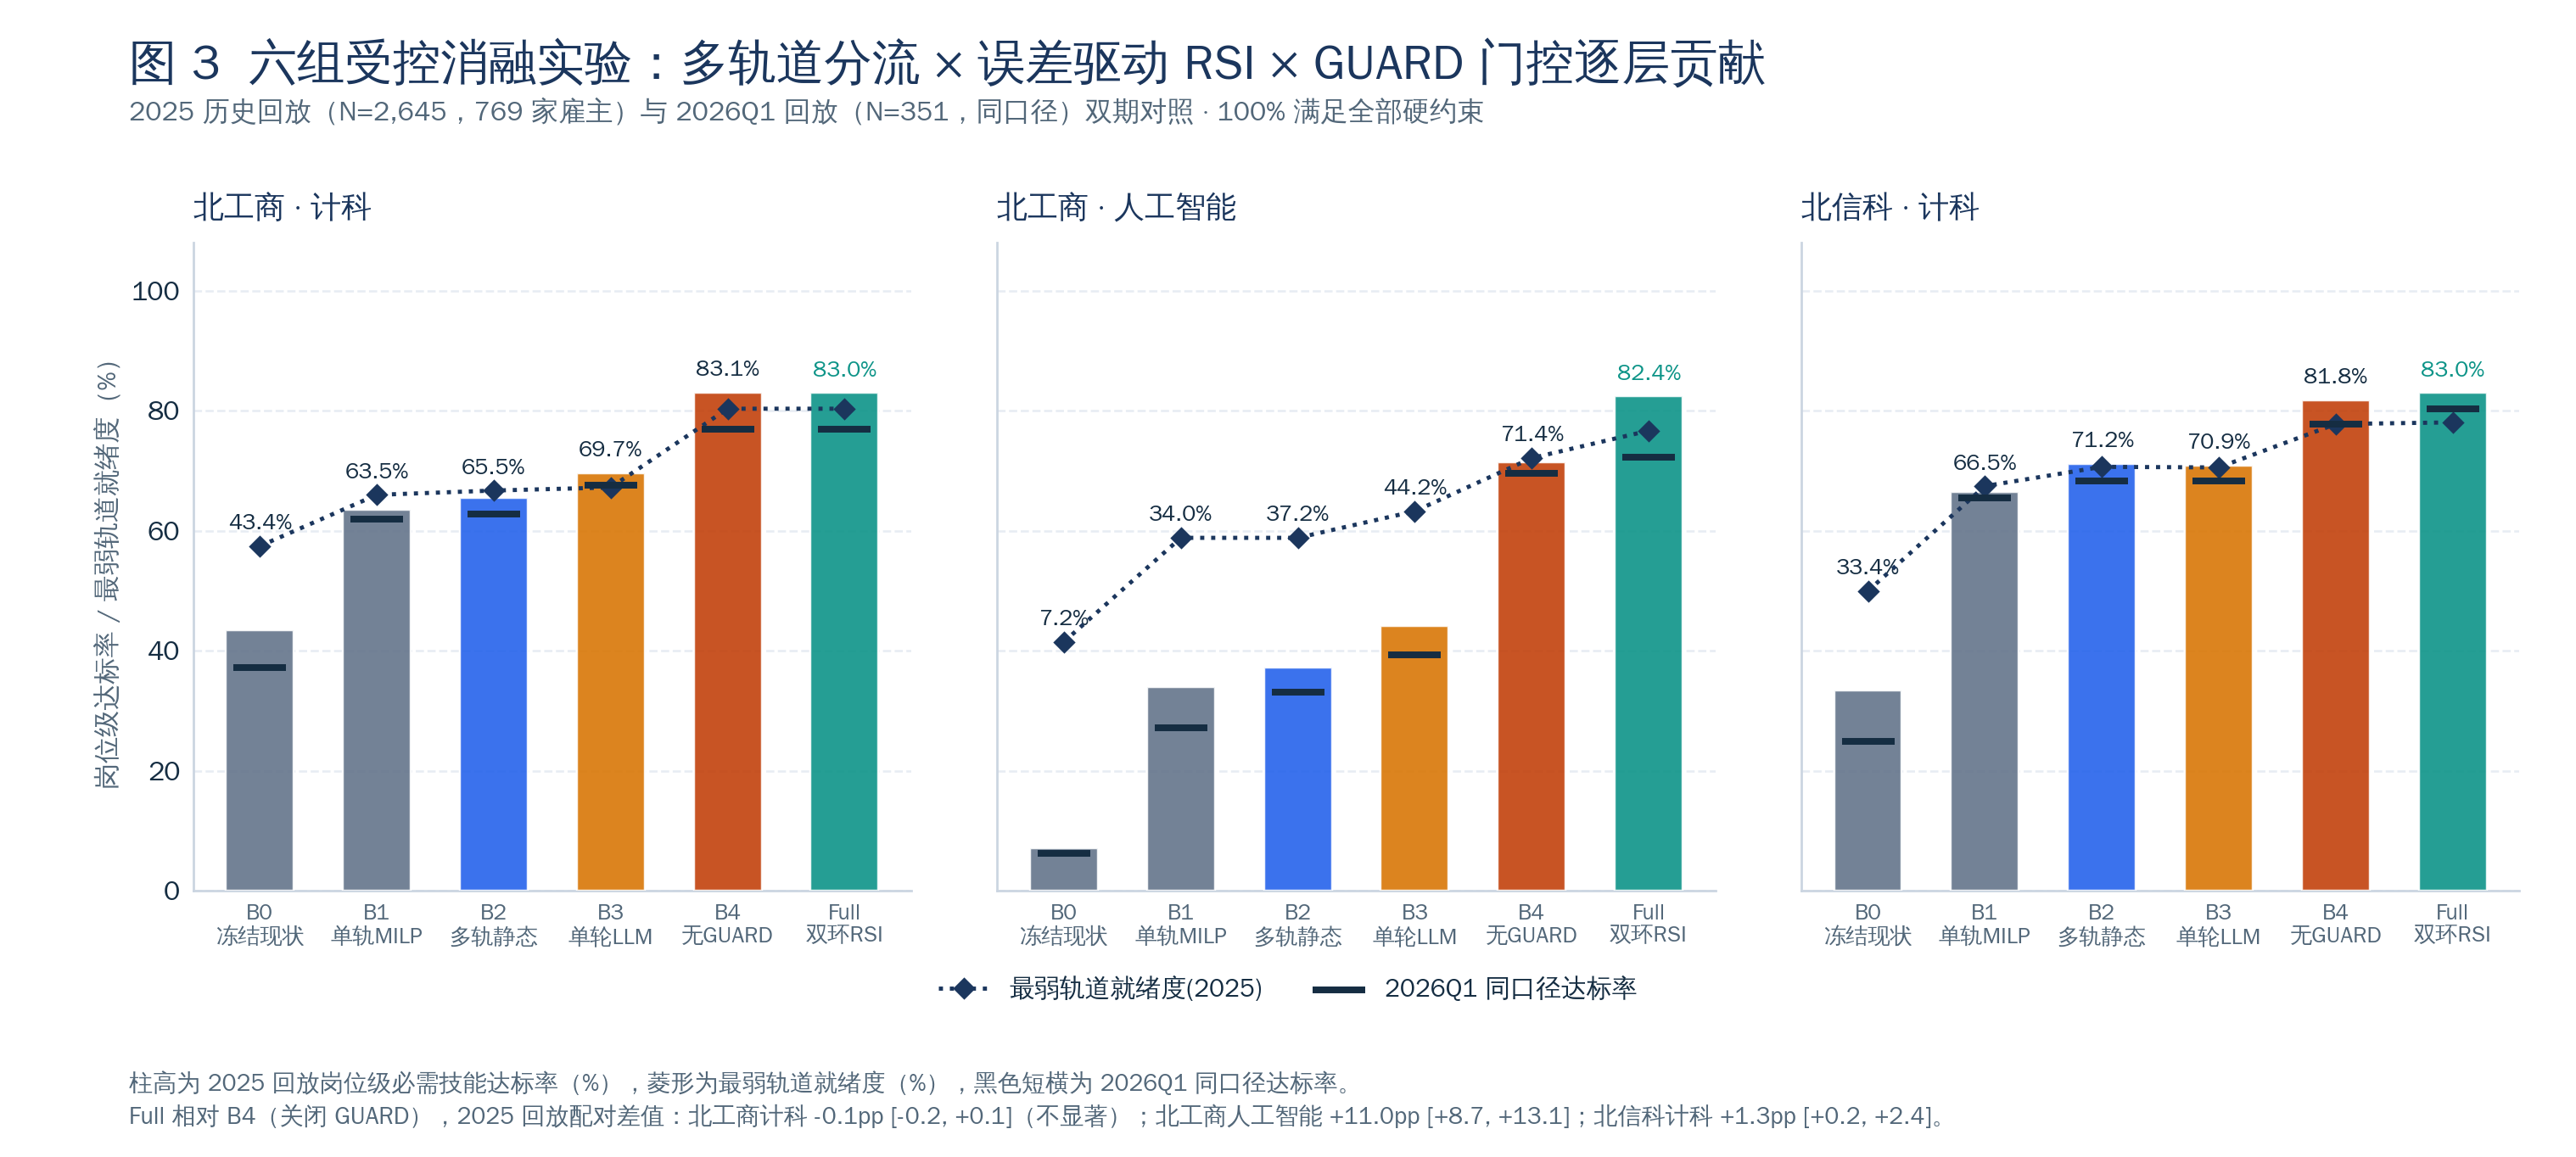 图 3 六组受控消融实验：多轨道分流 × 误差驱动 RSI × GUARD 门控逐层贡献
2025 历史回放（N=2,645，769 家雇主）与 2026Q1 回放（N=351，同口径）双期对照 · 100% 满足全部硬约束
北工商 · 计科
北工商 · 人工智能
北信科 · 计科
岗位级达标率 / 最弱轨道就绪度（%）
100
80
60
40
20
0
43.4%
63.5%
65.5%
69.7%
83.1%
83.0%
7.2%
34.0%
37.2%
44.2%
71.4%
82.4%
33.4%
66.5%
71.2%
70.9%
81.8%
83.0%
B0
冻结现状
B1
单轨MILP
B2
多轨静态
B3
单轮LLM
B4
无GUARD
Full
双环RSI
B0
冻结现状
B1
单轨MILP
B2
多轨静态
B3
单轮LLM
B4
无GUARD
Full
双环RSI
B0
冻结现状
B1
单轨MILP
B2
多轨静态
B3
单轮LLM
B4
无GUARD
Full
双环RSI
最弱轨道就绪度(2025)
2026Q1 同口径达标率
柱高为 2025 回放岗位级必需技能达标率（%），菱形为最弱轨道就绪度（%），黑色短横为 2026Q1 同口径达标率。
Full 相对 B4（关闭 GUARD），2025 回放配对差值：北工商计科 -0.1pp [-0.2, +0.1]（不显著）；北工商人工智能 +11.0pp [+8.7, +13.1]；北信科计科 +1.3pp [+0.2, +2.4]。